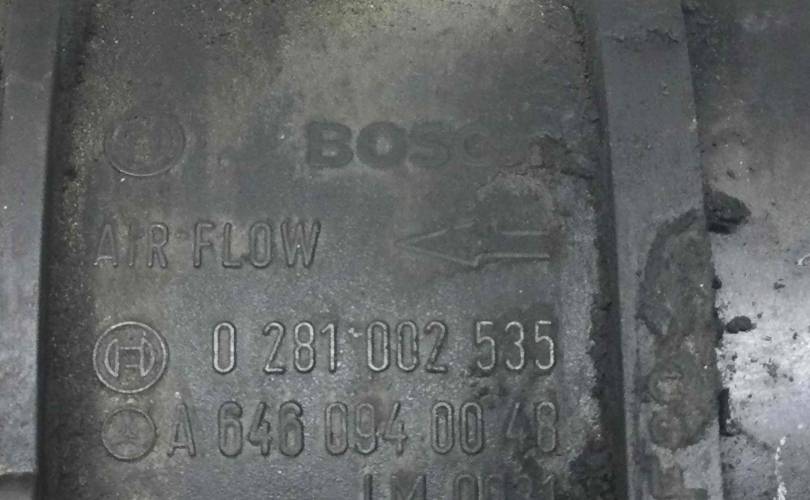 BOSCH
AIR FLOW
0 281 002 535
A 646 094 00 48